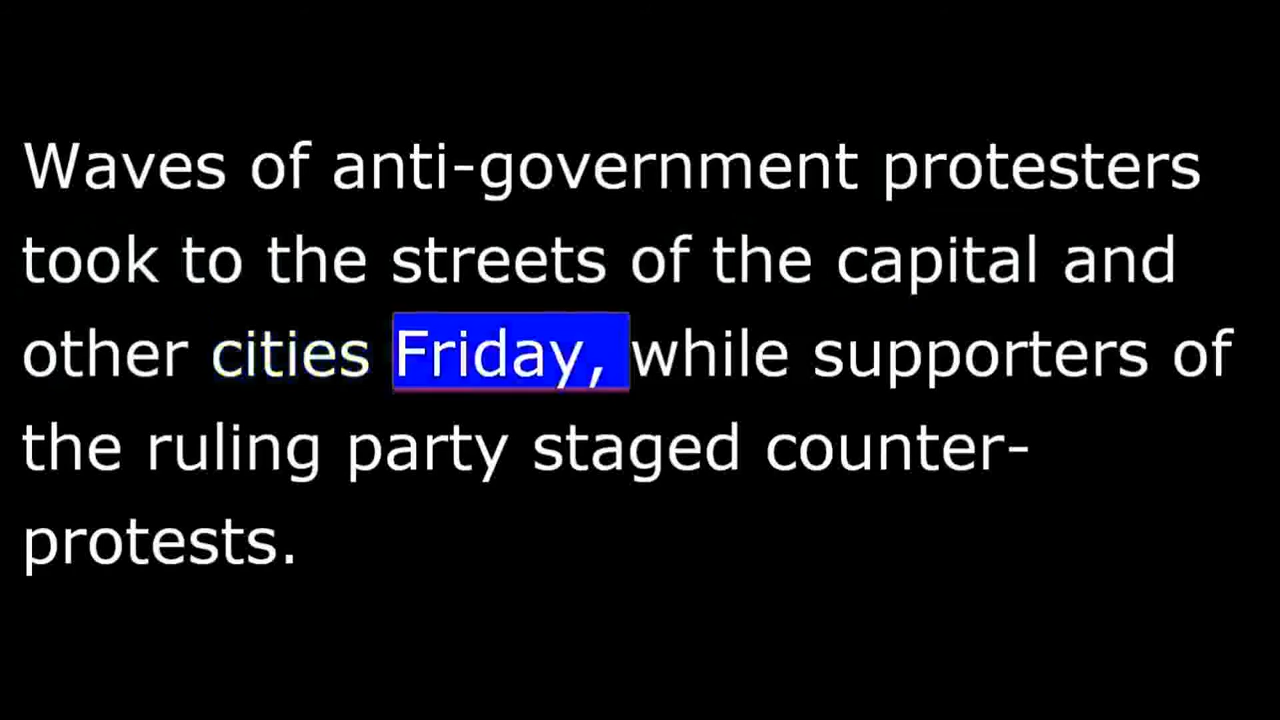 Waves of anti-government protesters
took to the streets of the capital and
other cities Friday, while supporters of
the ruling party staged counter-
protests.